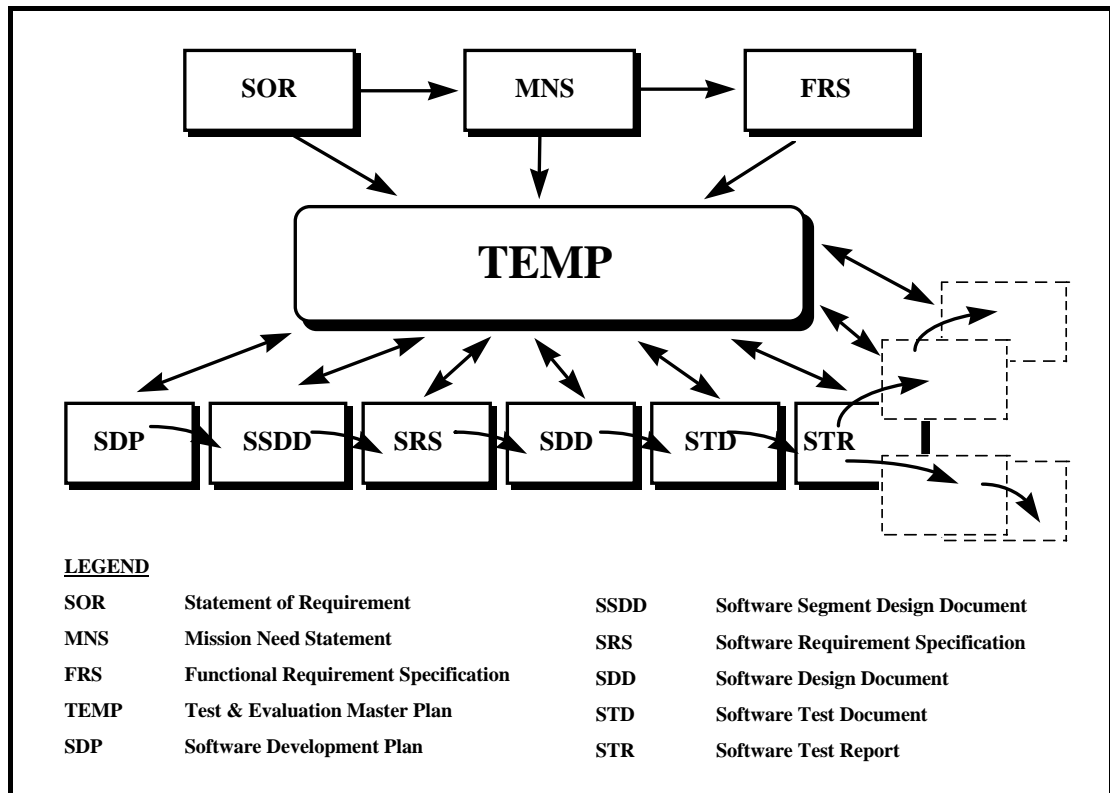 SOR MNS FRS
TEMP
SDP SSDD SRS SDD STD STR
LEGEND
SOR Statement of Requirement
MNS Mission Need Statement
FRS Functional Requirement Specification
TEMP Test & Evaluation Master Plan
SDP Software Development Plan
SSDD Software Segment Design Document
SRS Software Requirement Specification
SDD Software Design Document
STD Software Test Document
STR Software Test Report